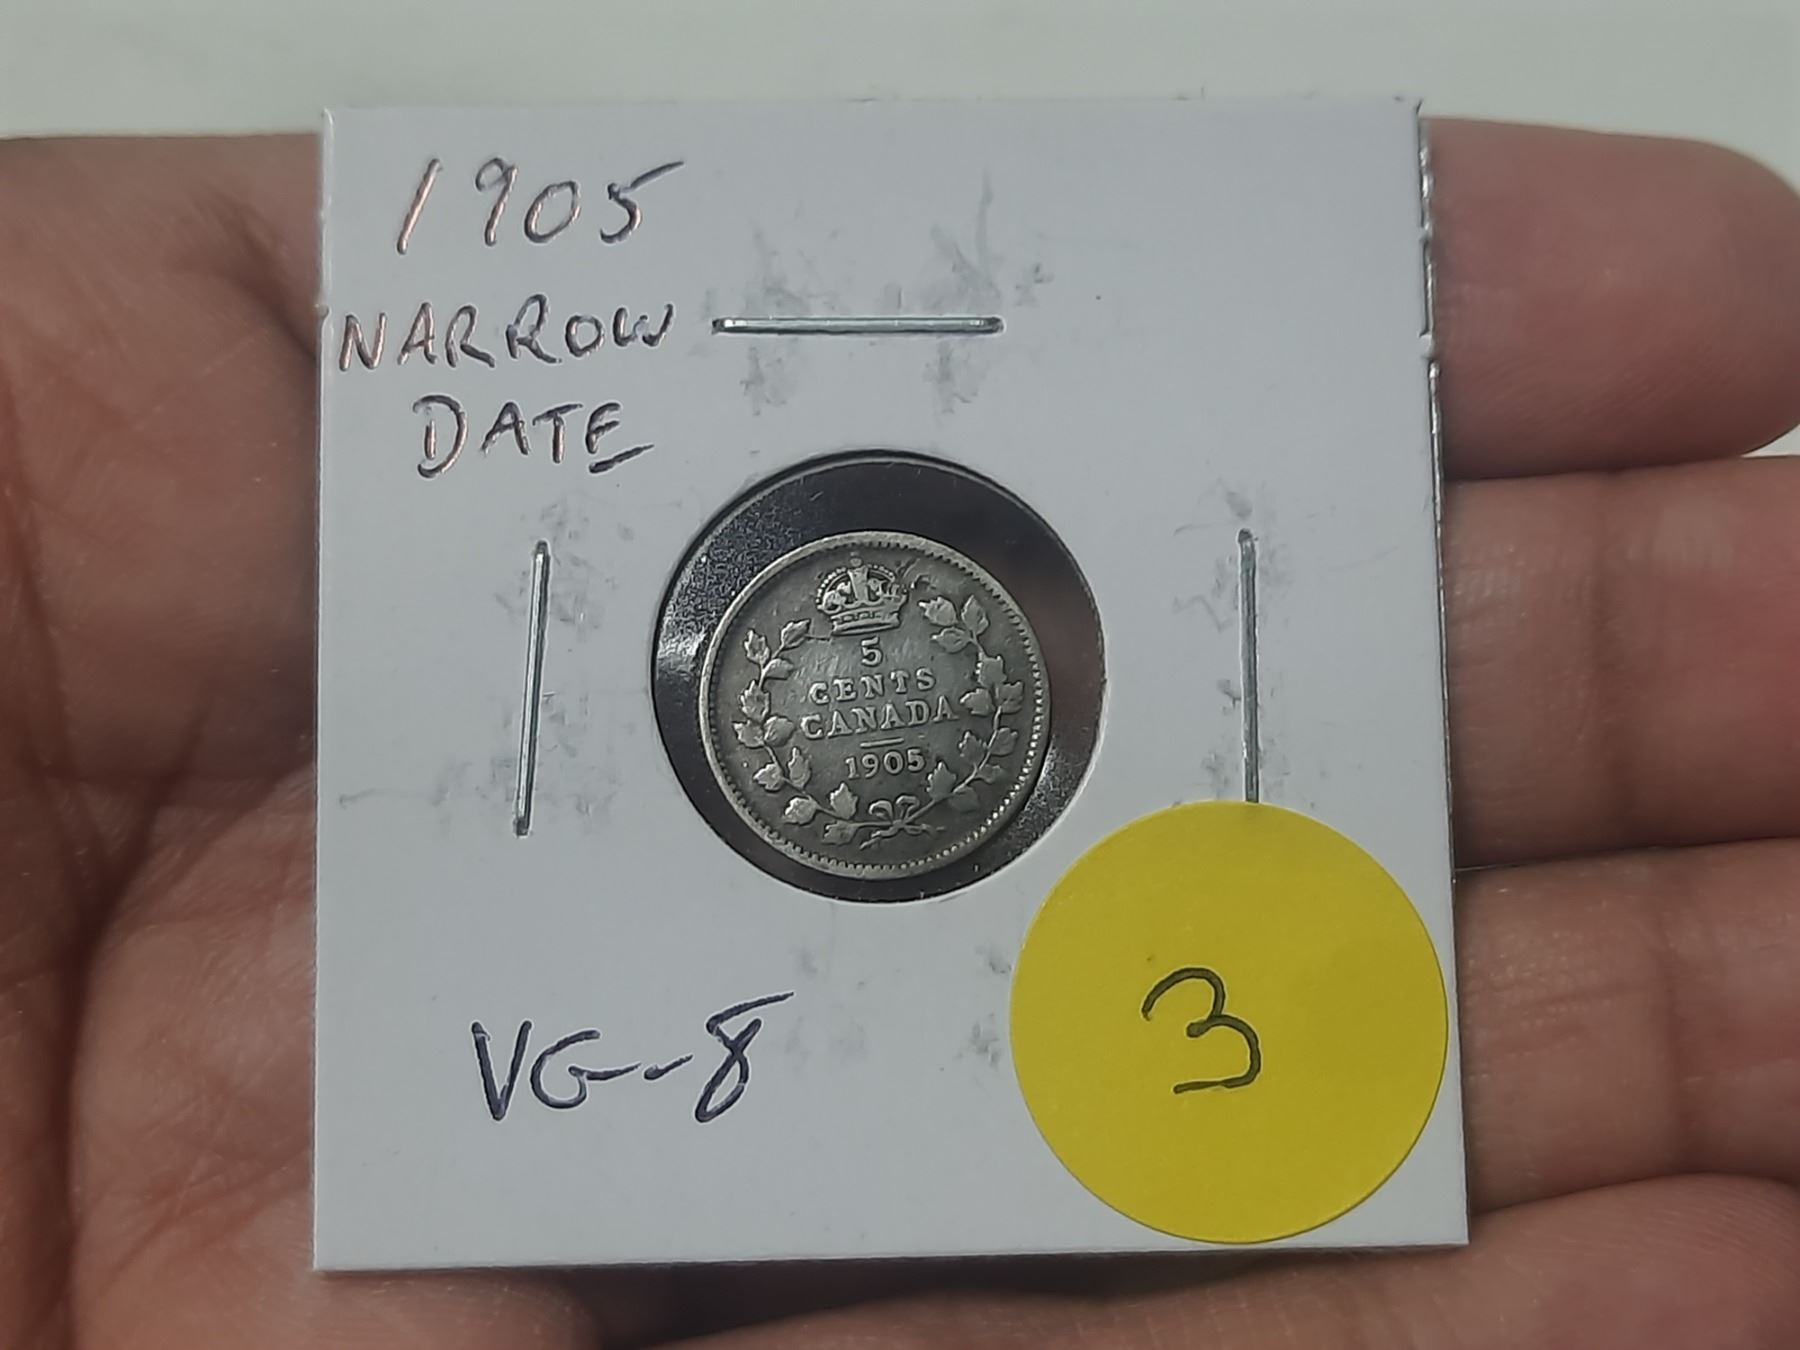 1905
NARROW
DATE
5
CENTS
CANADA
1905
VG-8
3